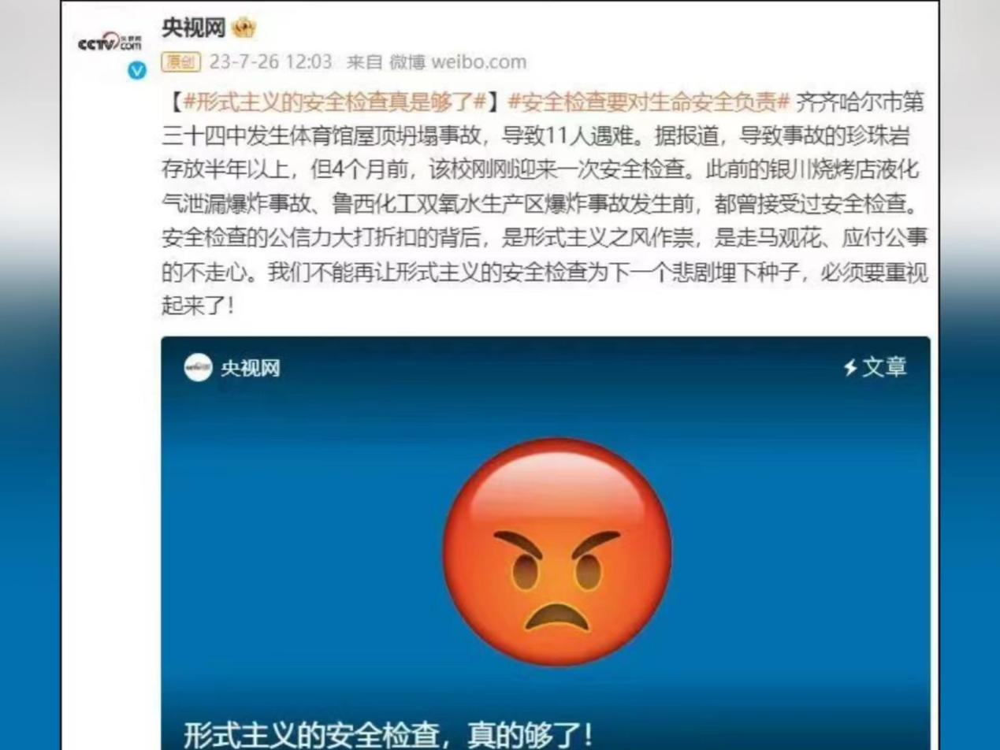 央视网
CCTV 央视网 com
原创 23-7-26 12:03 来自 微博 weibo.com
【#形式主义的安全检查真是够了#】#安全检查要对生命安全负责# 齐齐哈尔市第
三十四中发生体育馆屋顶坍塌事故，导致11人遇难。据报道，导致事故的珍珠岩
存放半年以上，但4个月前，该校刚刚迎来一次安全检查。此前的银川烧烤店液化
气泄漏爆炸事故、鲁西化工双氧水生产区爆炸事故发生前，都曾接受过安全检查。
安全检查的公信力大打折扣的背后，是形式主义之风作祟，是走马观花、应付公事
的不走心。我们不能再让形式主义的安全检查为下一个悲剧埋下种子，必须要重视
起来了！
央视网
文章
形式主义的安全检查，真的够了！